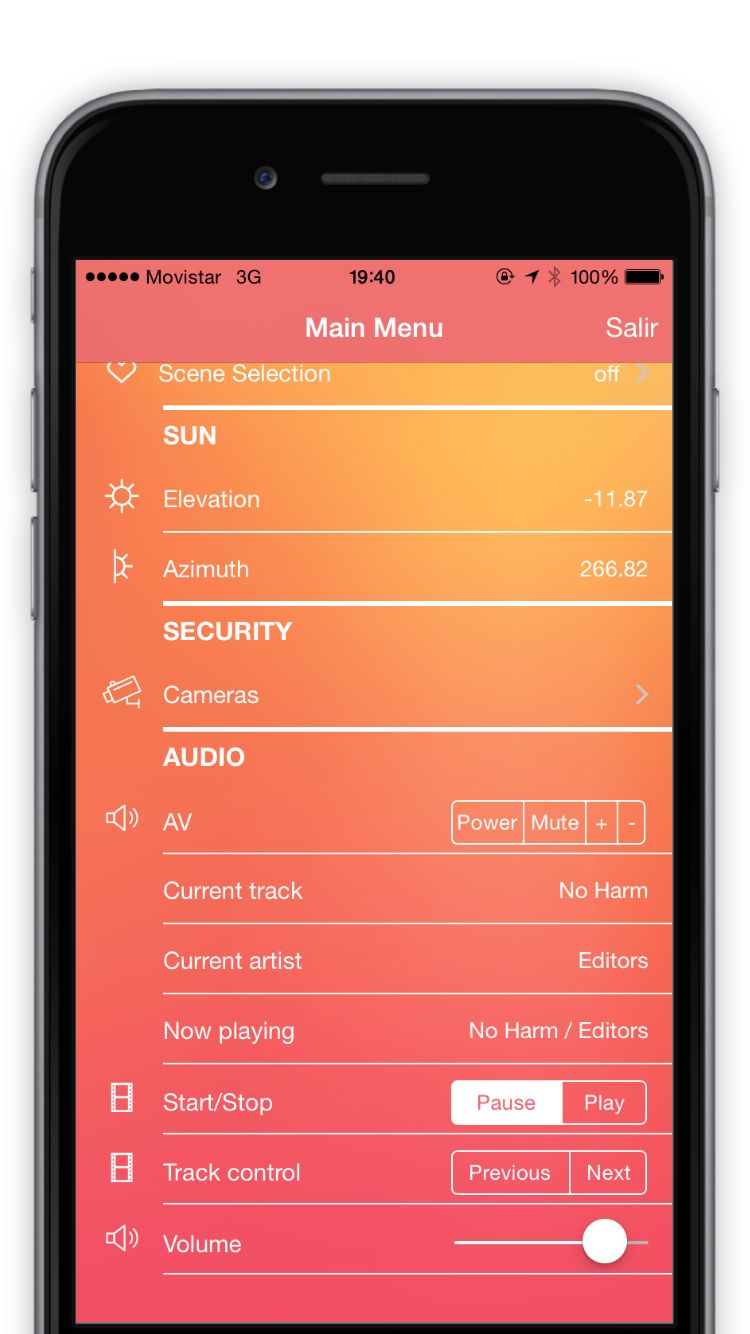 Movistar 3G 19:40 100%
Main Menu Salir
Scene Selection off
SUN
Elevation -11.87
Azimuth 266.82
SECURITY
Cameras
AUDIO
AV Power Mute + -
Current track No Harm
Current artist Editors
Now playing No Harm / Editors
Start/Stop Pause Play
Track control Previous Next
Volume